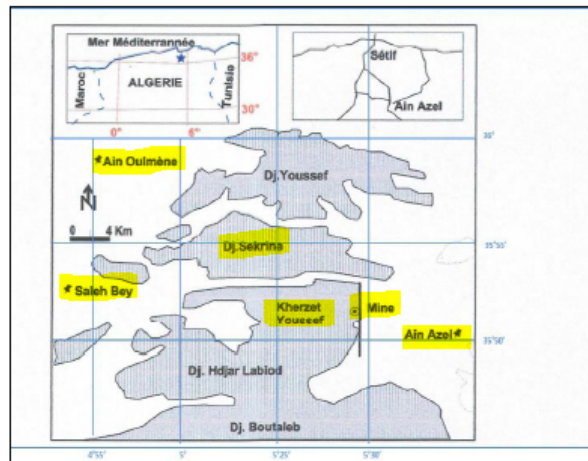 Mer Méditerrannée
36°
Maroc
ALGERIE
Tunisie
30°
0°
6°
Sétif
Ain Azel
36°
Ain Oulmène
Dj.Youssef
N
0 4 Km
35°55'
Dj.Sekrina
Saleh Bey
Kherzet
Youssef
Mine
Ain Azel
35°50'
Dj. Hdjar Labiod
Dj. Boutaleb
4°55'
5°
5°25'
5°30'